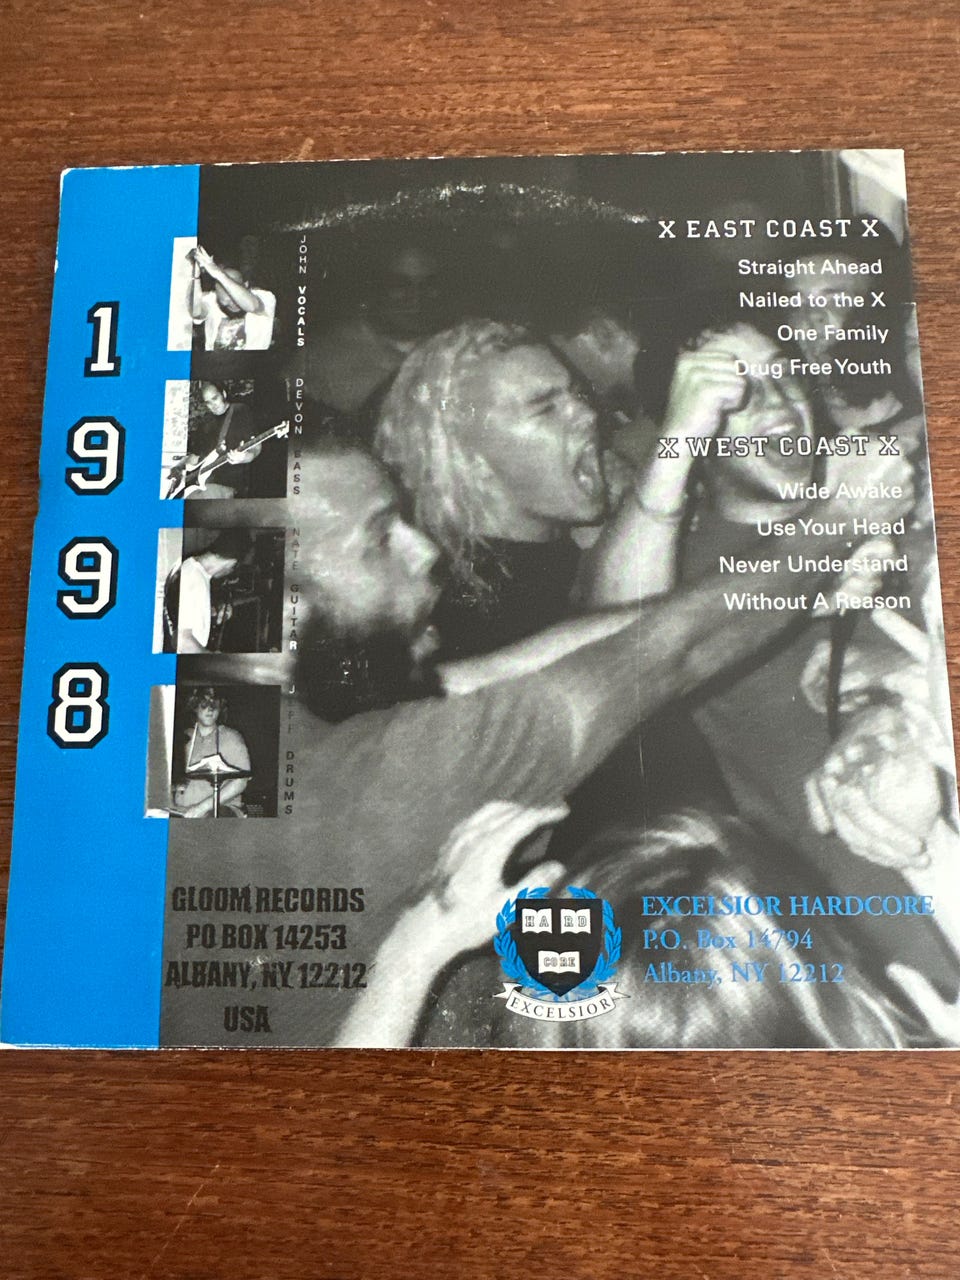 1
9
9
8
JOHN VOCALS
DEVON BASS
NATE GUITAR
JEFF DRUMS
X EAST COAST X
Straight Ahead
Nailed to the X
One Family
Drug Free Youth
X WEST COAST X
Wide Awake
Use Your Head
Never Understand
Without A Reason
GLOOM RECORDS
PO BOX 14253
ALBANY, NY 12212
USA
HARD
CORE
EXCELSIOR
EXCELSIOR HARDCORE
P.O. Box 14794
Albany, NY 12212